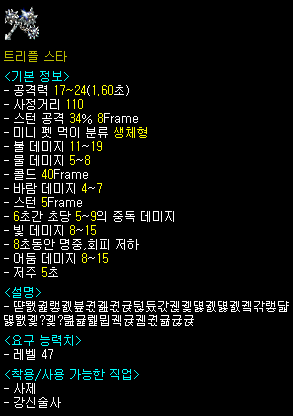 트리플 스타
<기본 정보>
- 공격력 17~24(1.60초)
- 사정거리 110
- 스턴 공격 34% 8Frame
- 미니 펫 먹이 분류 생체형
- 불 데미지 11~19
- 물 데미지 5~8
- 콜드 40Frame
- 바람 데미지 4~7
- 스턴 5Frame
- 6초간 초당 5~9의 중독 데미지
- 빛 데미지 8~15
- 8초동안 명중,회피 저하
- 어둠 데미지 8~15
- 저주 5초
<설명>
<요구 능력치>
- 레벨 47
<착용/사용 가능한 직업>
- 사제
- 강신술사